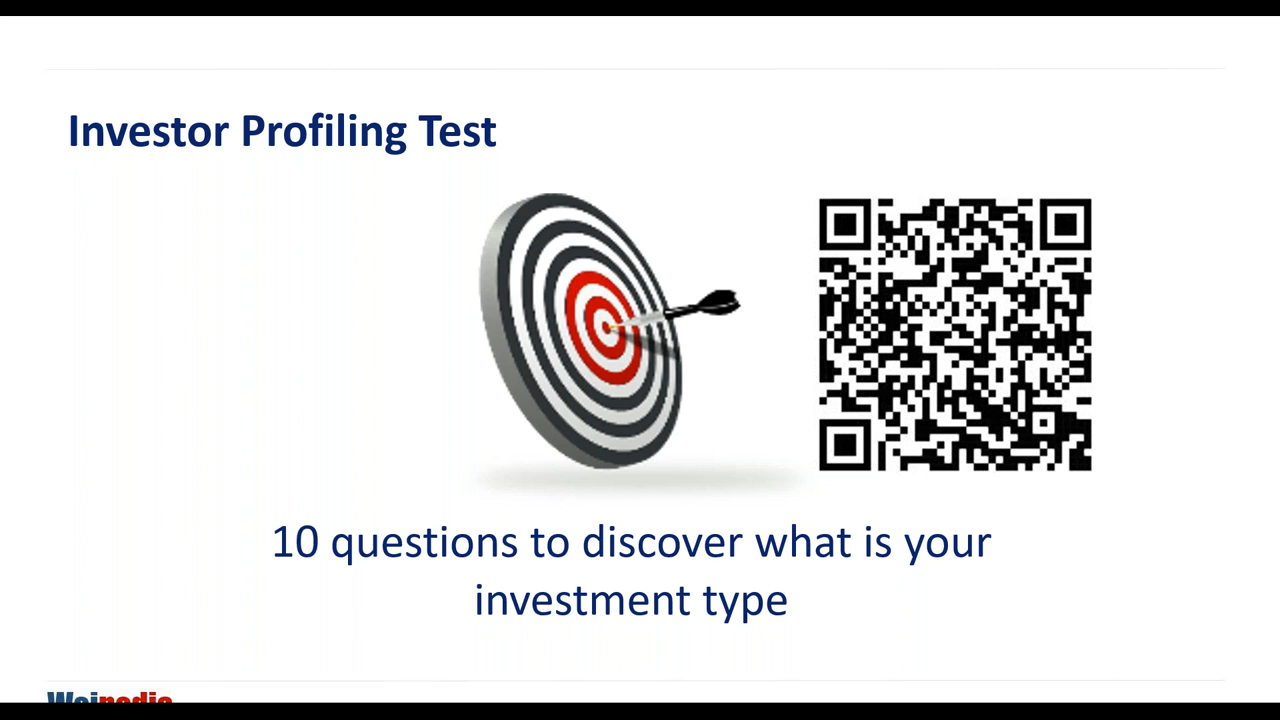 Investor Profiling Test
10 questions to discover what is your
investment type